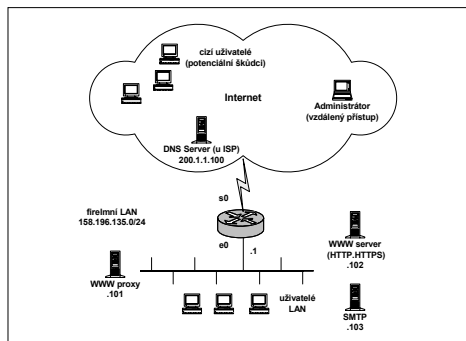 cizí uživatelé
(potenciální škůdci)
Internet
Administrátor
(vzdálený přístup)
DNS Server (u ISP)
200.1.1.100
s0
fireImní LAN
158.196.135.0/24
e0
.1
WWW server
(HTTP.HTTPS)
.102
WWW proxy
.101
uživatelé
LAN
SMTP
.103